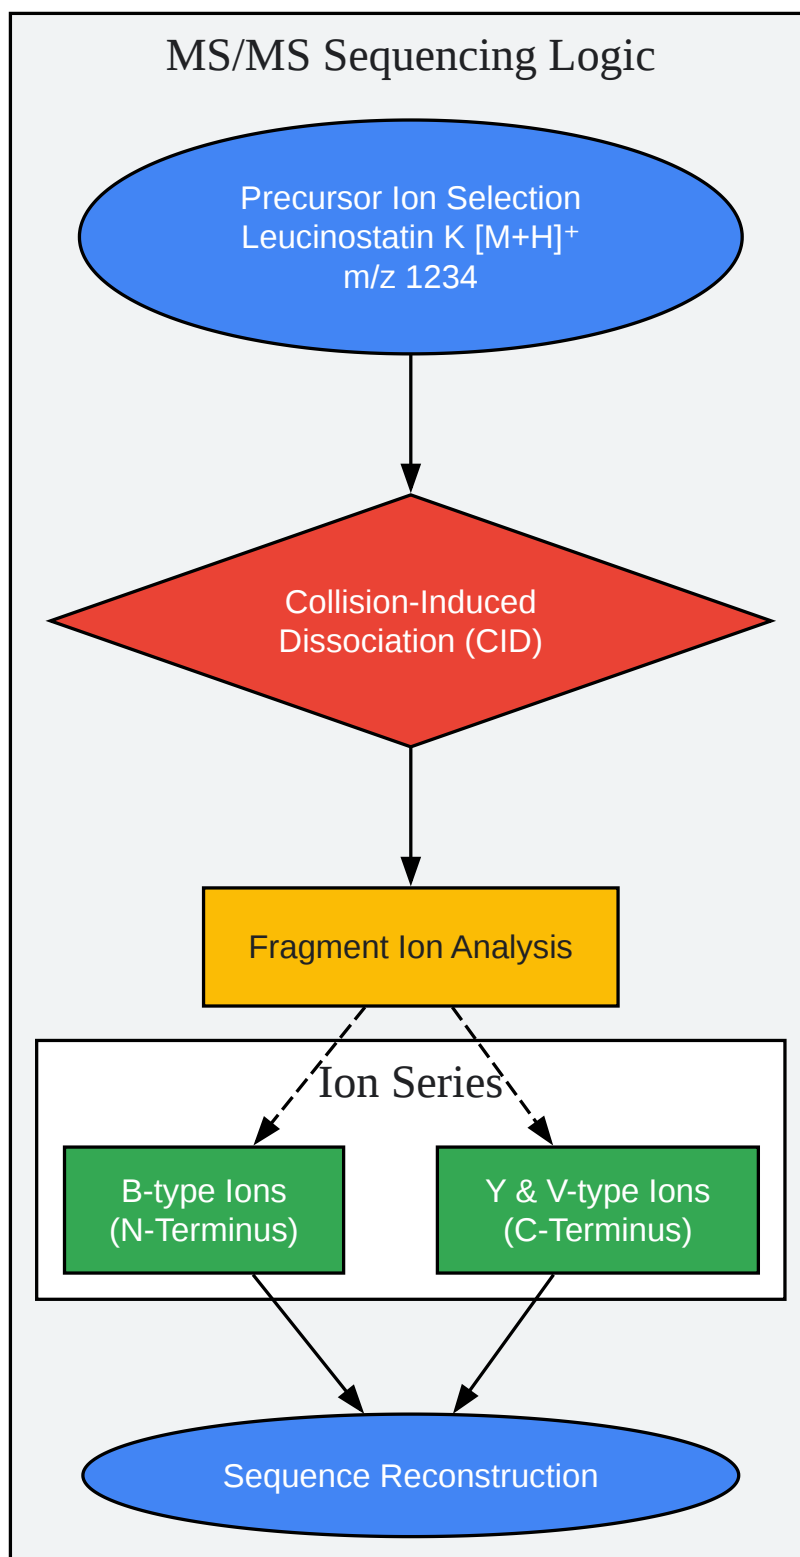 MS/MS Sequencing Logic
Precursor Ion Selection
Leucinostatin K [M+H]⁺
m/z 1234
Collision-Induced
Dissociation (CID)
Fragment Ion Analysis
Ion Series
B-type Ions
(N-Terminus)
Y & V-type Ions
(C-Terminus)
Sequence Reconstruction